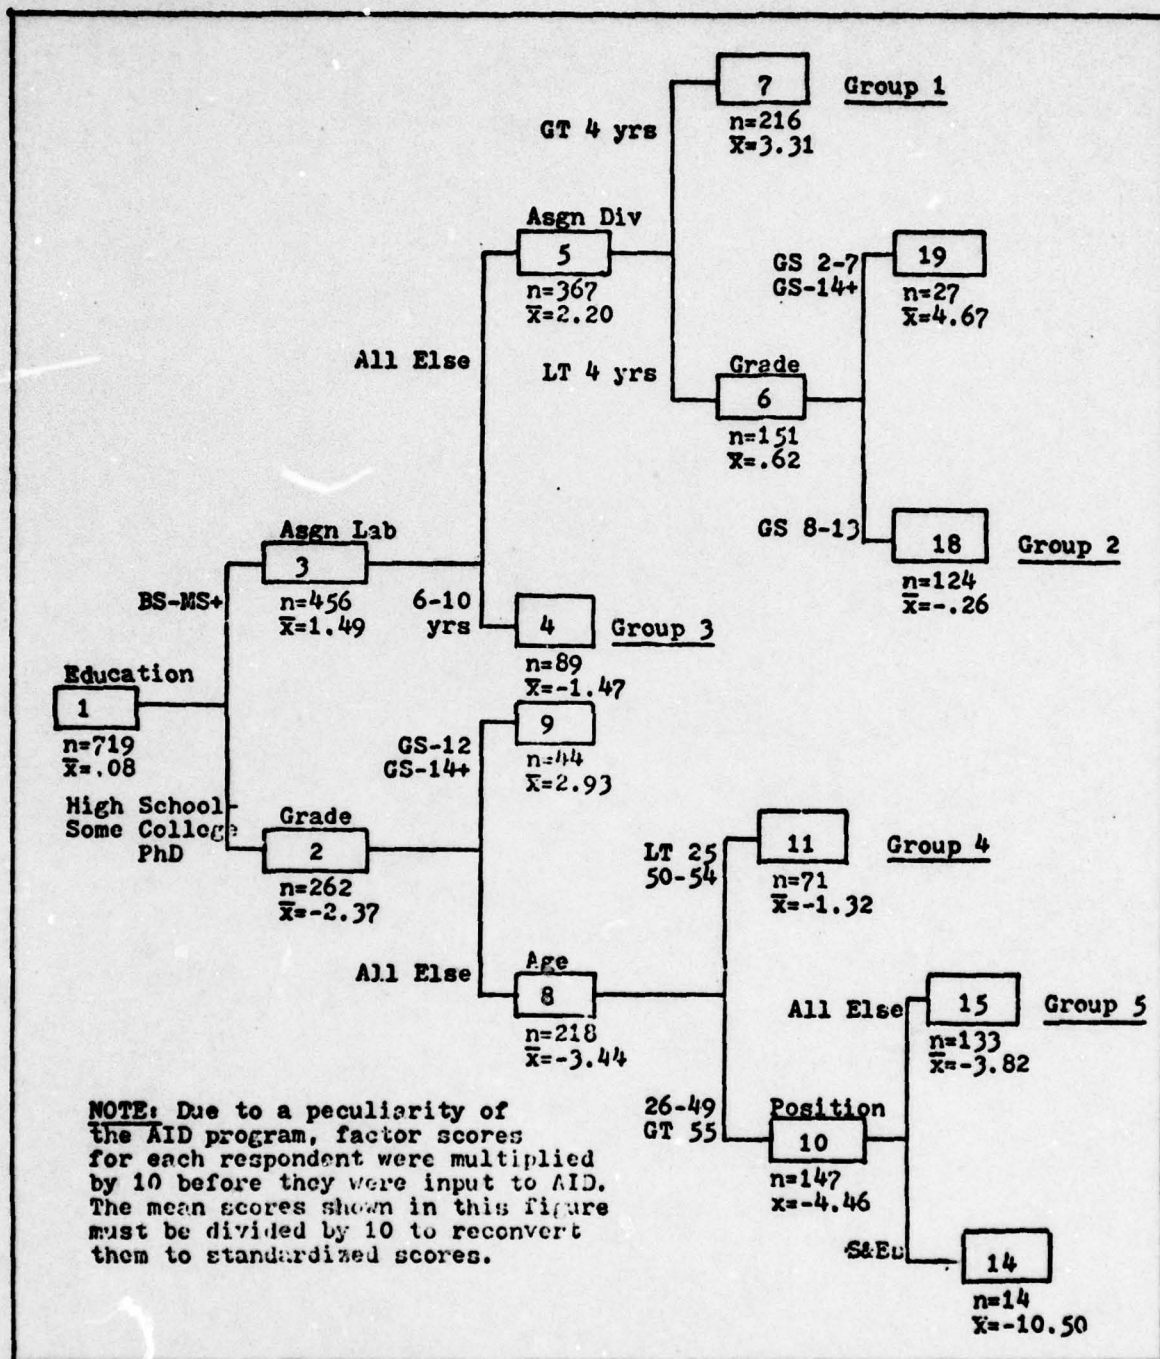 7 Group 1
GT 4 yrs
n=216
x̄=3.31
Asgn Div
5
n=367
x̄=2.20
GS 2-7
GS-14+
19
n=27
x̄=4.67
All Else
LT 4 yrs
Grade
6
n=151
x̄=.62
GS 8-13
18 Group 2
n=124
x̄=-.26
Asgn Lab
3
BS-MS+
n=456
x̄=1.49
6-10
yrs
4 Group 3
n=89
x̄=-1.47
Education
1
n=719
x̄=.08
High School
Some College
PhD
9
GS-12
GS-14+
n=44
x̄=2.93
Grade
2
n=262
x̄=-2.37
LT 25
50-54
11 Group 4
n=71
x̄=-1.32
All Else
Age
8
n=218
x̄=-3.44
All Else
15 Group 5
n=133
x̄=-3.82
26-49
GT 55
Position
10
n=147
x=-4.46
S&Es
14
n=14
x̄=-10.50
NOTE: Due to a peculiarity of
the AID program, factor scores
for each respondent were multiplied
by 10 before they were input to AID.
The mean scores shown in this figure
must be divided by 10 to reconvert
them to standardized scores.